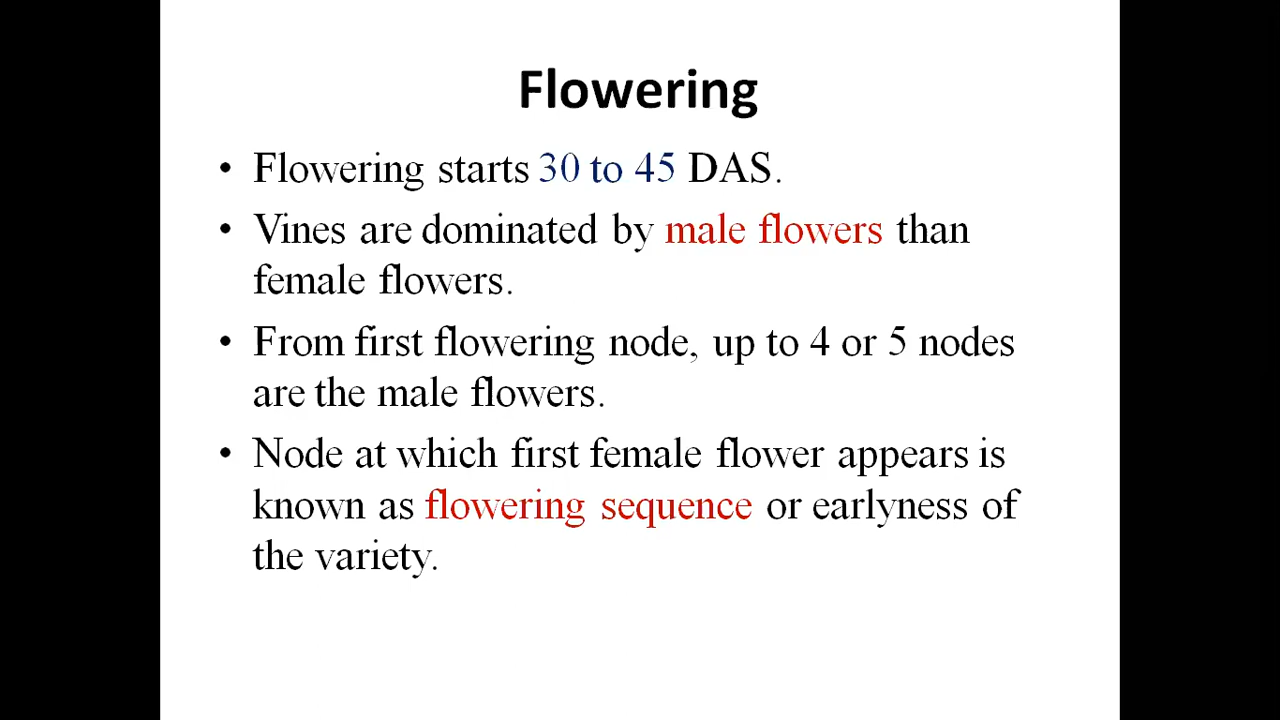 Flowering
• Flowering starts 30 to 45 DAS.
• Vines are dominated by male flowers than
female flowers.
• From first flowering node, up to 4 or 5 nodes
are the male flowers.
• Node at which first female flower appears is
known as flowering sequence or earlyness of
the variety.